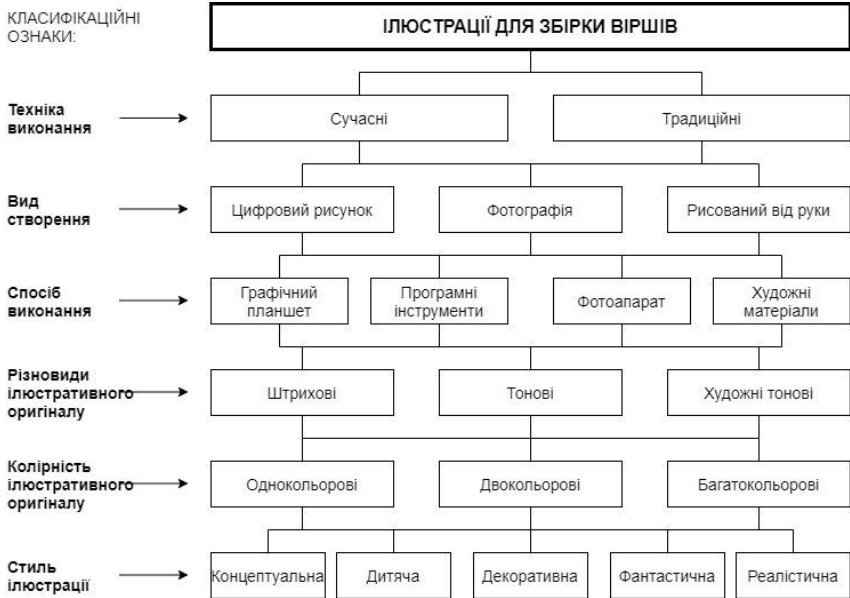 КЛАСИФІКАЦІЙНІ
ОЗНАКИ:
ІЛЮСТРАЦІЇ ДЛЯ ЗБІРКИ ВІРШІВ
Техніка
виконання
Сучасні
Традиційні
Вид
створення
Цифровий рисунок
Фотографія
Рисований від руки
Спосіб
виконання
Графічний
планшет
Програмні
інструменти
Фотоапарат
Художні
матеріали
Різновиди
ілюстративного
оригіналу
Штрихові
Тонові
Художні тонові
Колірність
ілюстративного
оригіналу
Однокольорові
Двокольорові
Багатокольорові
Стиль
ілюстрації
Концептуальна
Дитяча
Декоративна
Фантастична
Реалістична